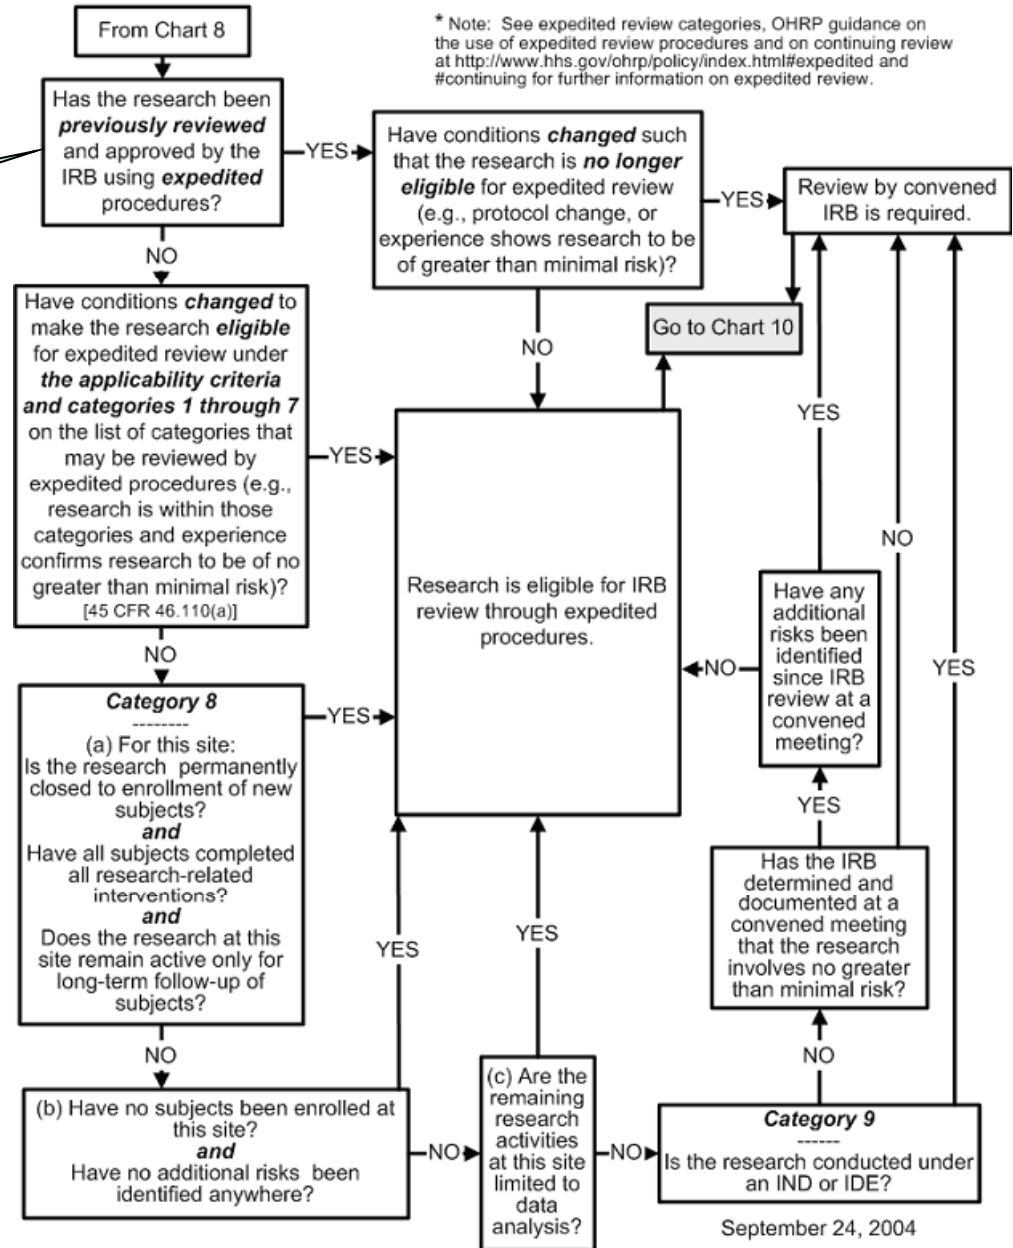 From Chart 8
* Note: See expedited review categories, OHRP guidance on
the use of expedited review procedures and on continuing review
at http://www.hhs.gov/ohrp/policy/index.html#expedited and
#continuing for further information on expedited review.
Has the research been
previously reviewed
and approved by the
IRB using expedited
procedures?
YES
Have conditions changed such
that the research is no longer
eligible for expedited review
(e.g., protocol change, or
experience shows research to be
of greater than minimal risk)?
YES
Review by convened
IRB is required.
NO
Have conditions changed to
make the research eligible
for expedited review under
the applicability criteria
and categories 1 through 7
on the list of categories that
may be reviewed by
expedited procedures (e.g.,
research is within those
categories and experience
confirms research to be of no
greater than minimal risk)?
[45 CFR 46.110(a)]
YES
NO
Go to Chart 10
Research is eligible for IRB
review through expedited
procedures.
YES
NO
YES
Have any
additional
risks been
identified
since IRB
review at a
convened
meeting?
NO
YES
NO
Category 8
--------
(a) For this site:
Is the research permanently
closed to enrollment of new
subjects?
and
Have all subjects completed
all research-related
interventions?
and
Does the research at this
site remain active only for
long-term follow-up of
subjects?
YES
Has the IRB
determined and
documented at a
convened meeting
that the research
involves no greater
than minimal risk?
YES
YES
NO
NO
(b) Have no subjects been enrolled at
this site?
and
Have no additional risks been
identified anywhere?
NO
(c) Are the
remaining
research
activities
at this site
limited to
data
analysis?
NO
Category 9
------
Is the research conducted under
an IND or IDE?
September 24, 2004